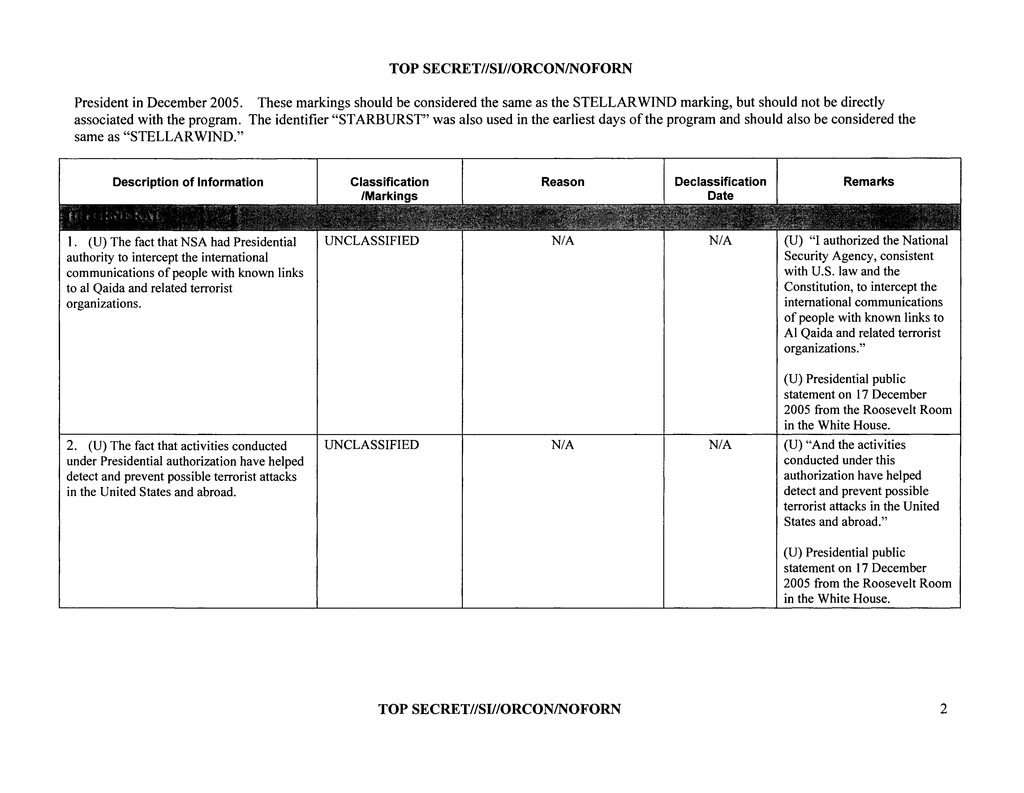 TOP SECRET//SI//ORCON/NOFORN
President in December 2005. These markings should be considered the same as the STELLARWIND marking, but should not be directly
associated with the program. The identifier “STARBURST” was also used in the earliest days of the program and should also be considered the
same as “STELLARWIND.”
Description of Information
Classification
/Markings
Reason
Declassification
Date
Remarks
(U) GENERAL
1. (U) The fact that NSA had Presidential
authority to intercept the international
communications of people with known links
to al Qaida and related terrorist
organizations.
UNCLASSIFIED
N/A
N/A
(U) “I authorized the National
Security Agency, consistent
with U.S. law and the
Constitution, to intercept the
international communications
of people with known links to
Al Qaida and related terrorist
organizations.”
(U) Presidential public
statement on 17 December
2005 from the Roosevelt Room
in the White House.
2. (U) The fact that activities conducted
under Presidential authorization have helped
detect and prevent possible terrorist attacks
in the United States and abroad.
UNCLASSIFIED
N/A
N/A
(U) “And the activities
conducted under this
authorization have helped
detect and prevent possible
terrorist attacks in the United
States and abroad.”
(U) Presidential public
statement on 17 December
2005 from the Roosevelt Room
in the White House.
TOP SECRET//SI//ORCON/NOFORN
2